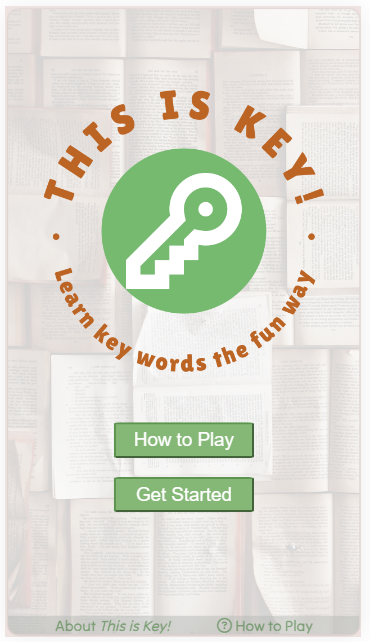 THIS IS KEY!
Learn key words the fun way
How to Play
Get Started
About This is Key!
How to Play